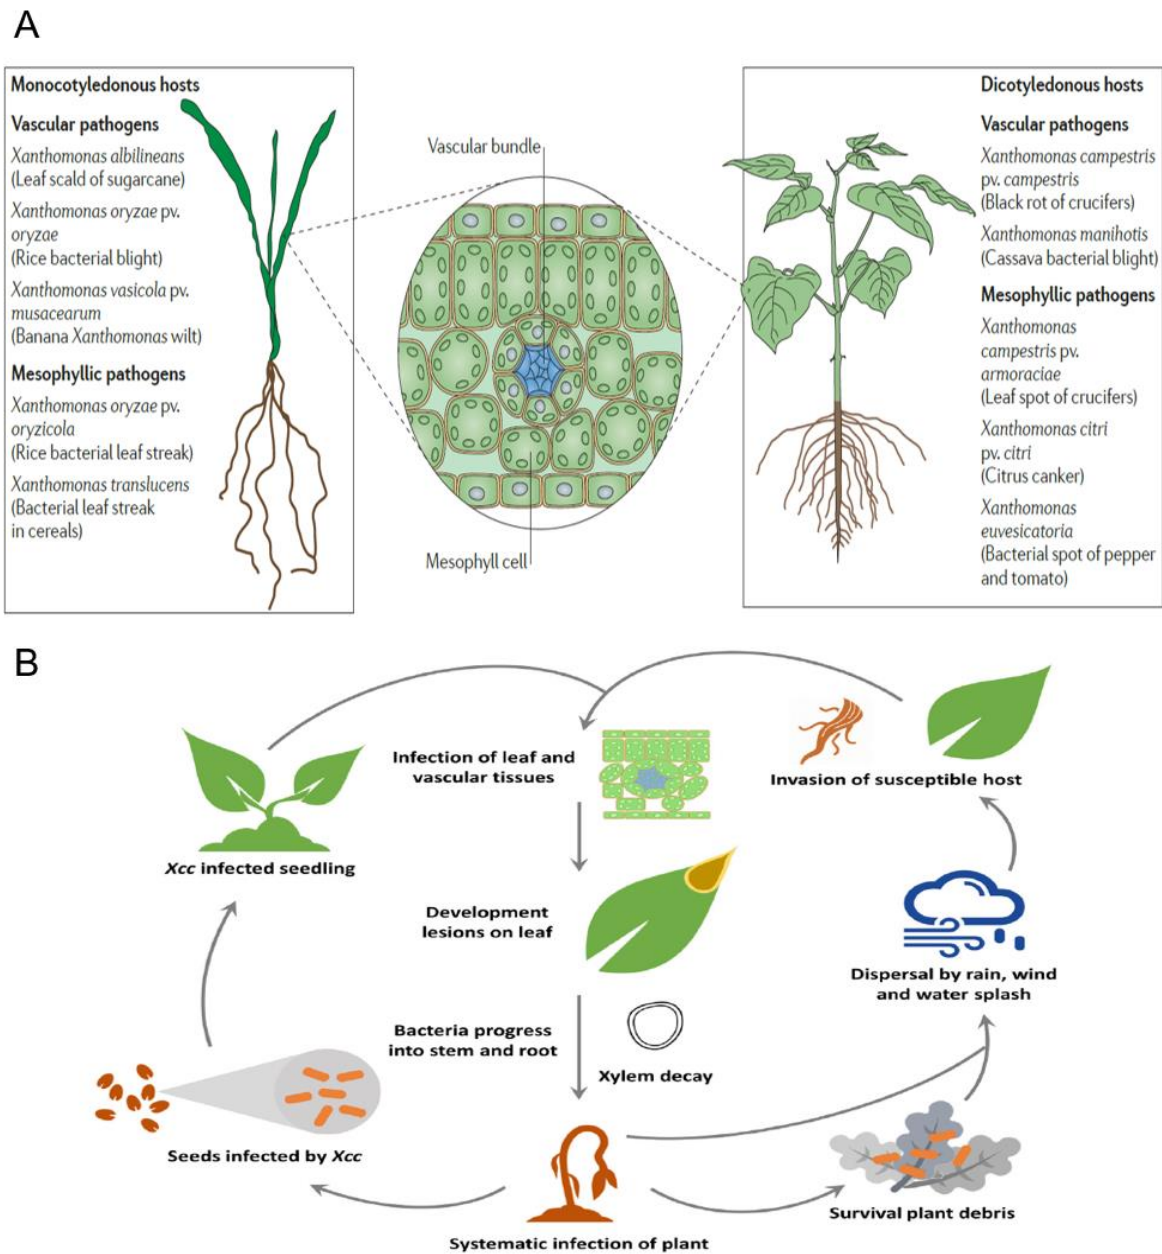 A
Monocotyledonous hosts
Vascular pathogens
Xanthomonas albilineans
(Leaf scald of sugarcane)
Xanthomonas oryzae pv.
oryzae
(Rice bacterial blight)
Xanthomonas vasicola pv.
musacearum
(Banana Xanthomonas wilt)
Mesophyllic pathogens
Xanthomonas oryzae pv.
oryzicola
(Rice bacterial leaf streak)
Xanthomonas translucens
(Bacterial leaf streak
in cereals)
Vascular bundle
Mesophyll cell
Dicotyledonous hosts
Vascular pathogens
Xanthomonas campestris
pv. campestris
(Black rot of crucifers)
Xanthomonas manihotis
(Cassava bacterial blight)
Mesophyllic pathogens
Xanthomonas
campestris pv.
armoraciae
(Leaf spot of crucifers)
Xanthomonas citri
pv. citri
(Citrus canker)
Xanthomonas
euvesicatoria
(Bacterial spot of pepper
and tomato)
B
Infection of leaf and
vascular tissues
Invasion of susceptible host
Xcc infected seedling
Development
lesions on leaf
Dispersal by rain, wind
and water splash
Bacteria progress
into stem and root
Xylem decay
Seeds infected by Xcc
Survival plant debris
Systematic infection of plant